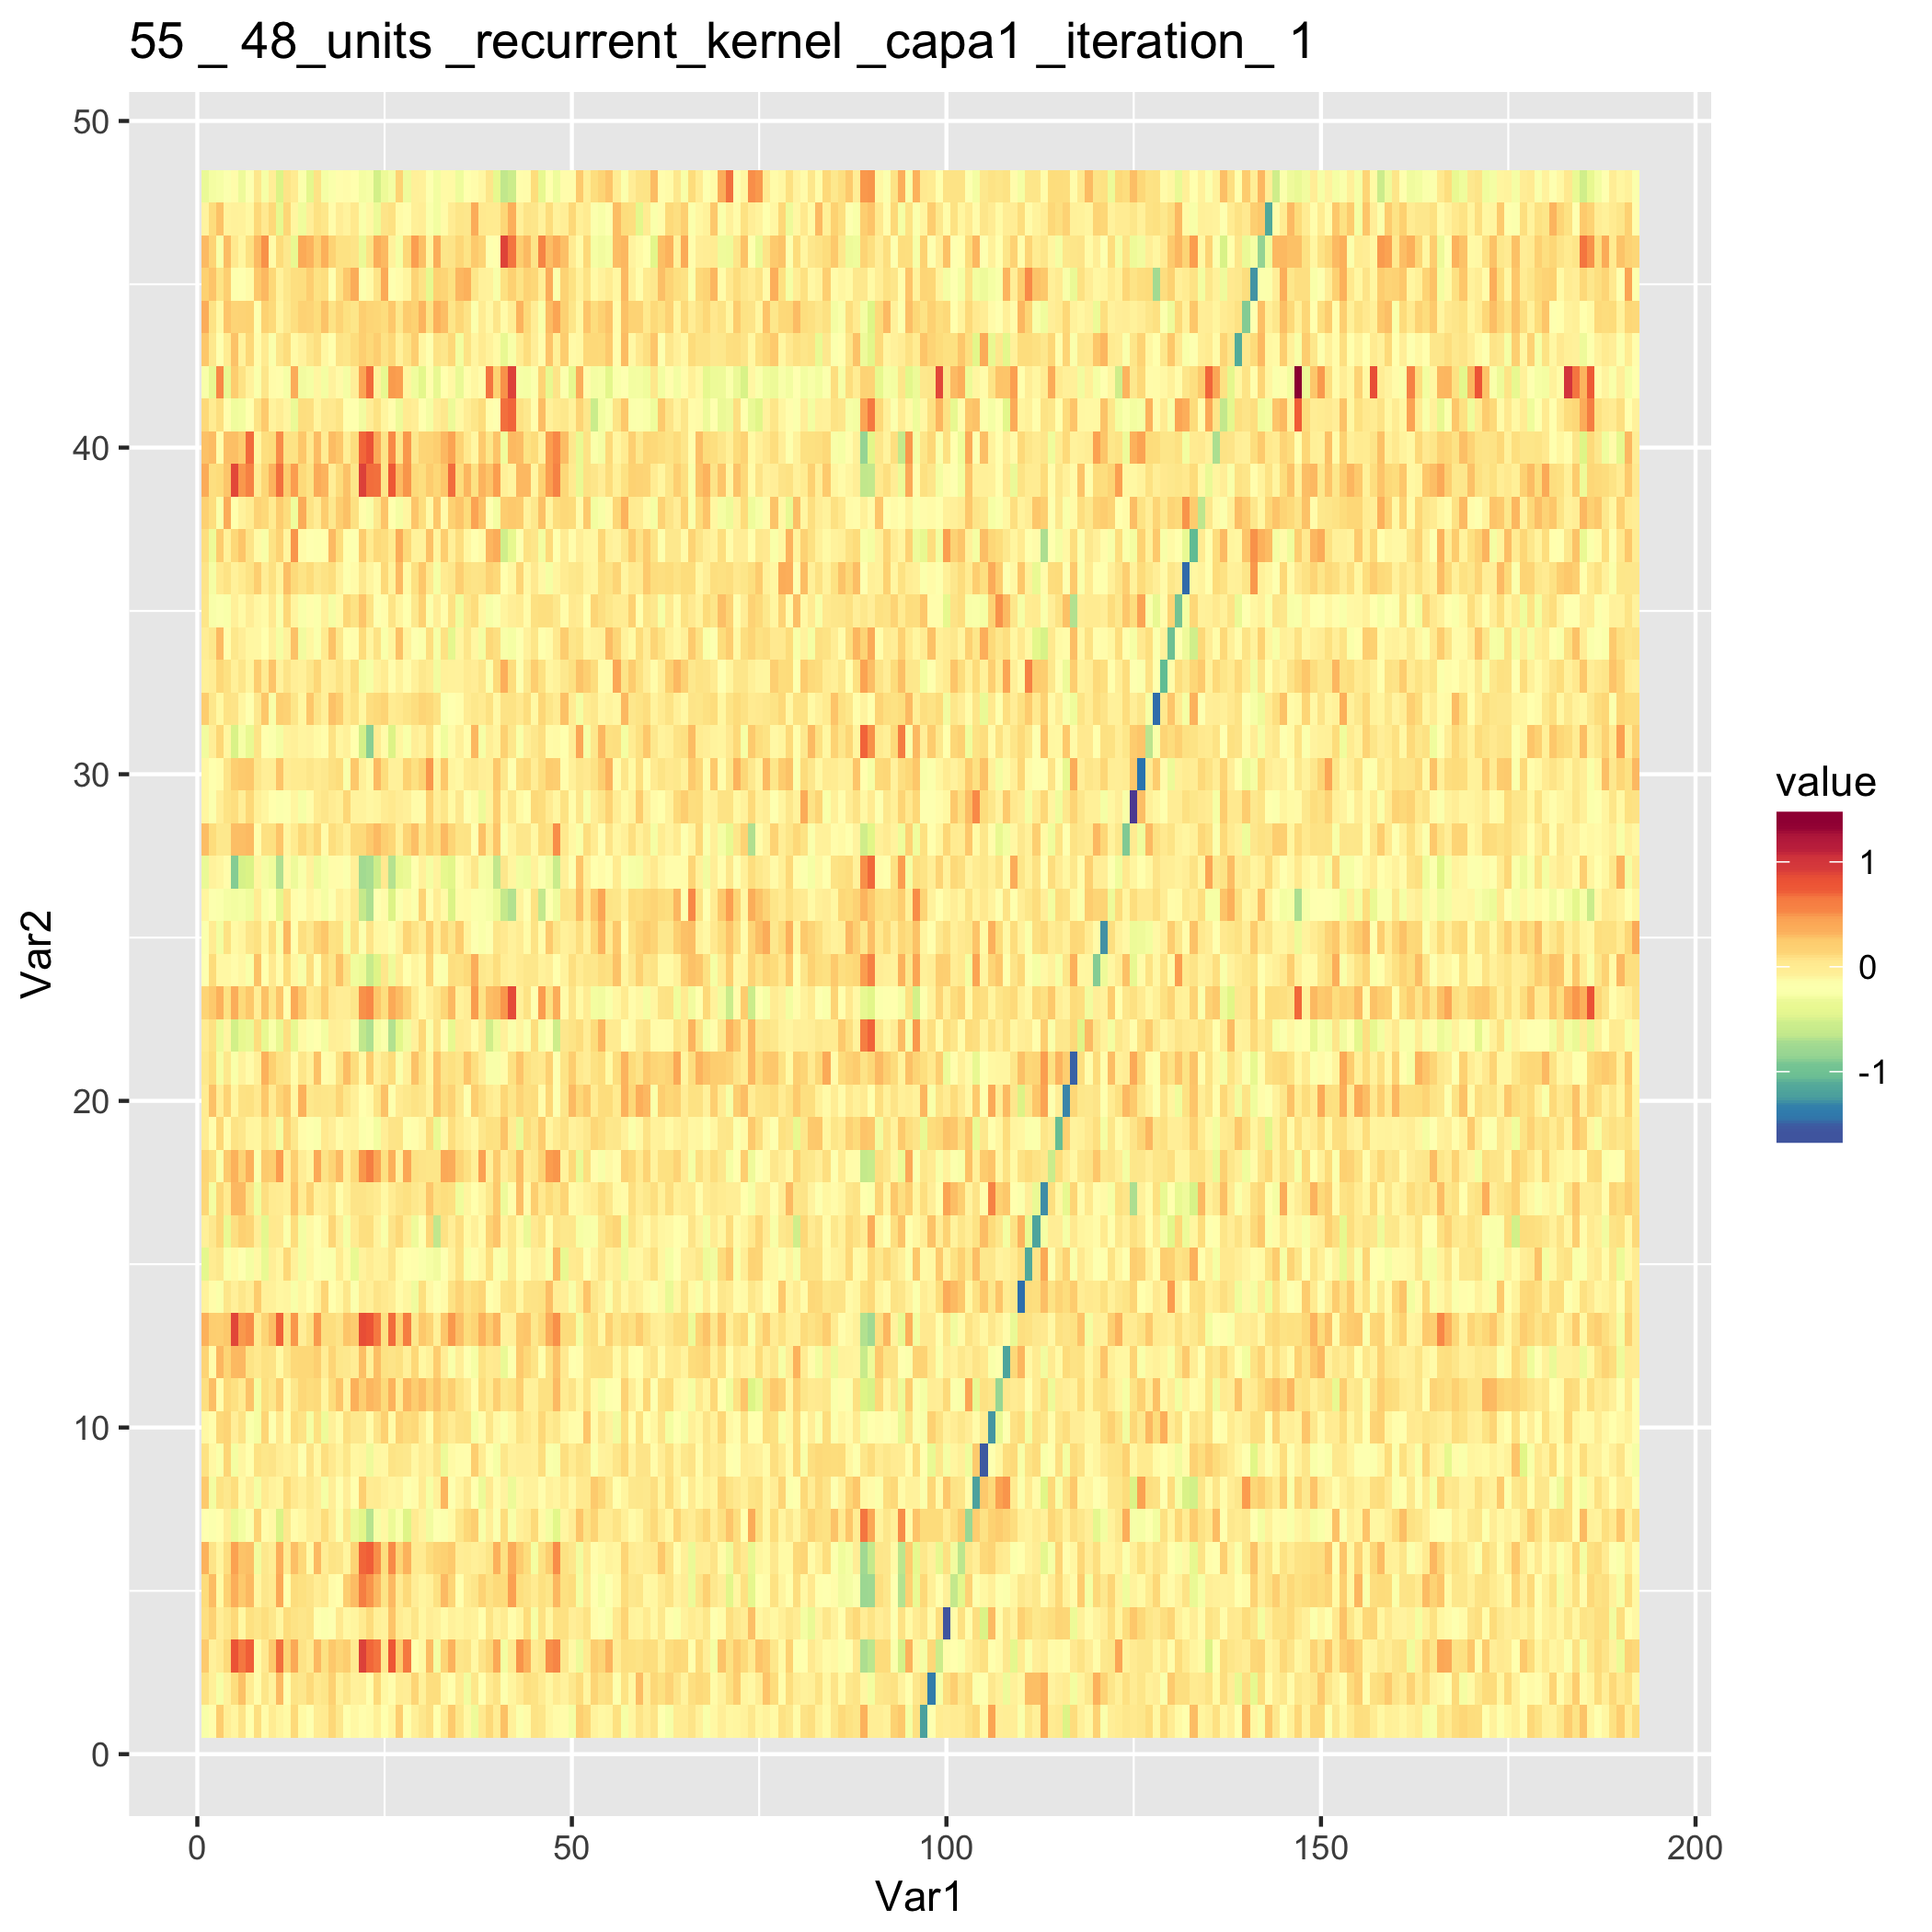 55 _ 48_units _recurrent_kernel _capa1 _iteration_ 1
50
40
30
20
10
0
Var2
0 50 100 150 200
Var1
value
1
0
-1